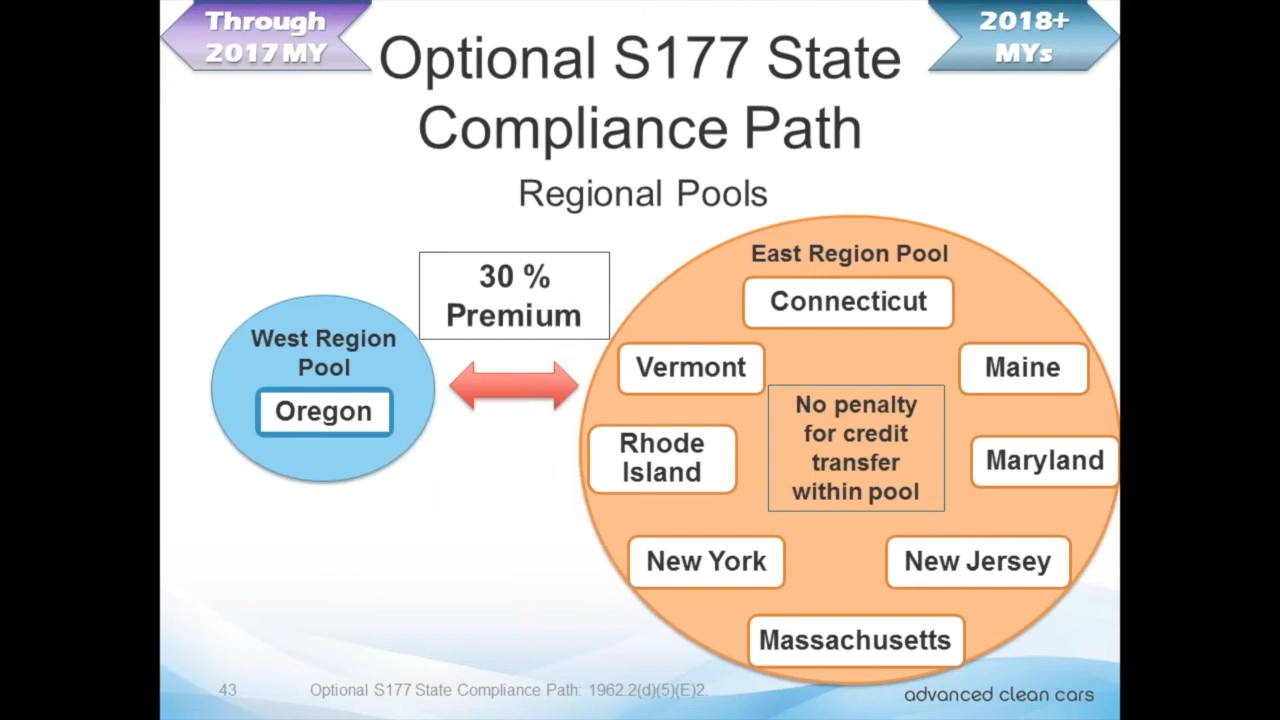 Through
2017 MY
2018+
MYs
Optional S177 State
Compliance Path
Regional Pools
30 %
Premium
West Region
Pool
Oregon
East Region Pool
Connecticut
Vermont
Maine
No penalty
for credit
transfer
within pool
Rhode
Island
Maryland
New York
New Jersey
Massachusetts
43
Optional S177 State Compliance Path: 1962.2(d)(5)(E)2.
advanced clean cars